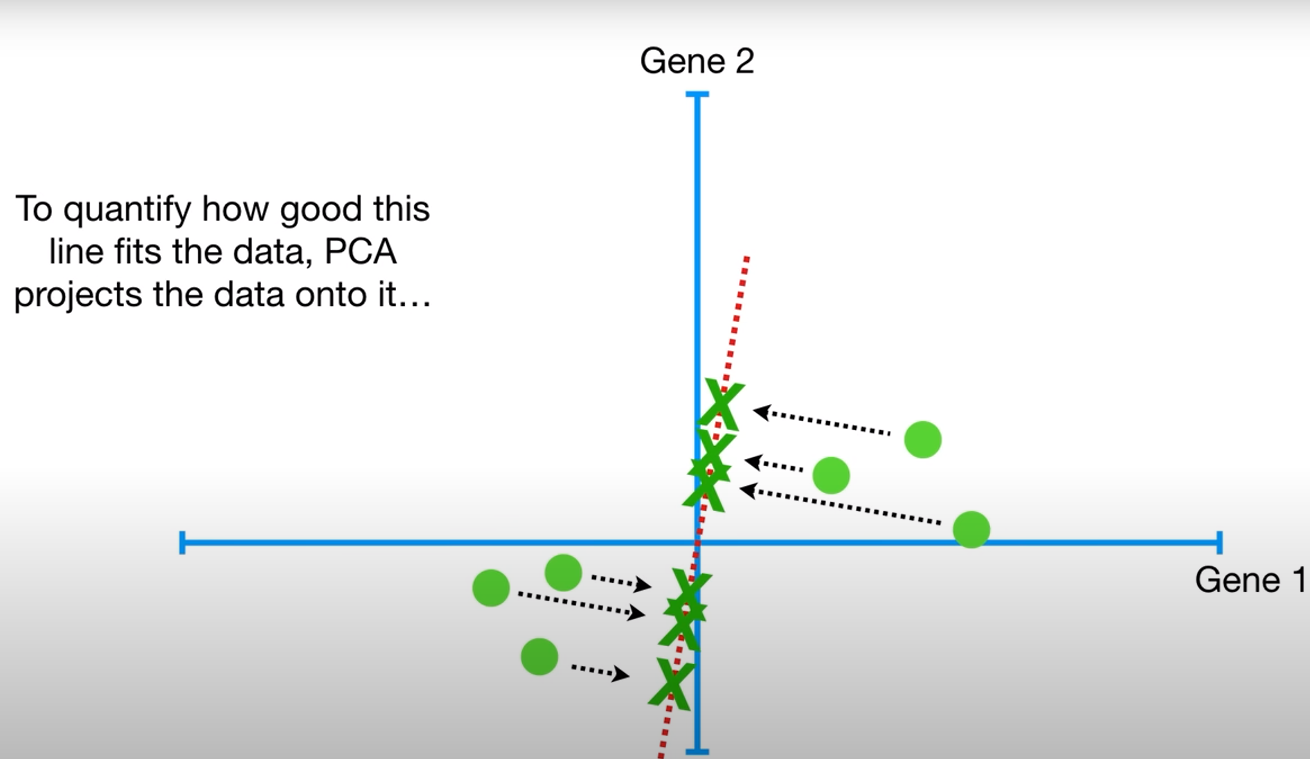 Gene 2
To quantify how good this
line fits the data, PCA
projects the data onto it…
Gene 1